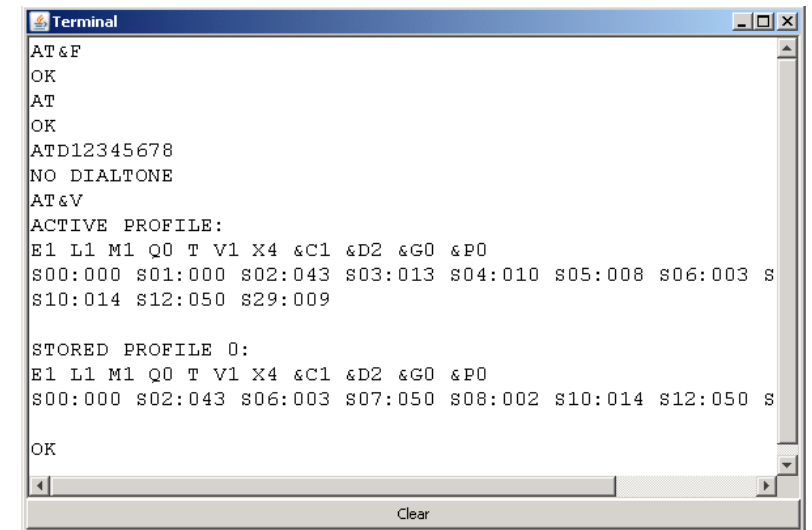 Terminal
AT&F
OK
AT
OK
ATD12345678
NO DIALTONE
AT&V
ACTIVE PROFILE:
E1 L1 M1 Q0 T V1 X4 &C1 &D2 &G0 &P0
S00:000 S01:000 S02:043 S03:013 S04:010 S05:008 S06:003 S
S10:014 S12:050 S29:009
STORED PROFILE 0:
E1 L1 M1 Q0 T V1 X4 &C1 &D2 &G0 &P0
S00:000 S02:043 S06:003 S07:050 S08:002 S10:014 S12:050 S
OK
Clear